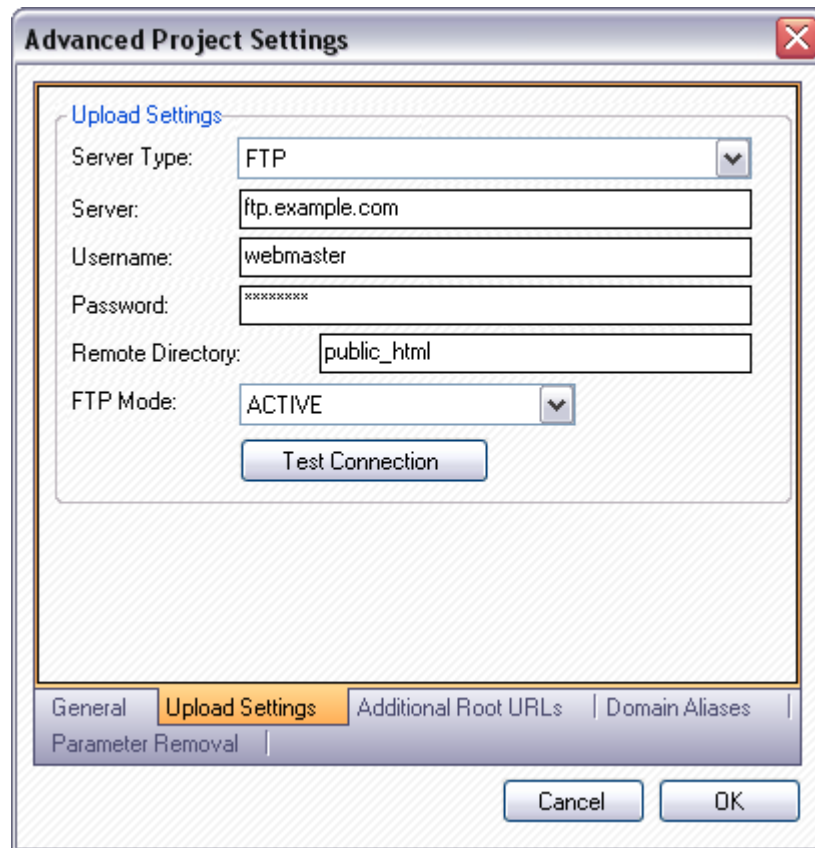 Advanced Project Settings
Upload Settings
Server Type: FTP
Server: ftp.example.com
Username: webmaster
Password: ********
Remote Directory: public_html
FTP Mode: ACTIVE
Test Connection
General Upload Settings Additional Root URLs Domain Aliases
Parameter Removal
Cancel OK